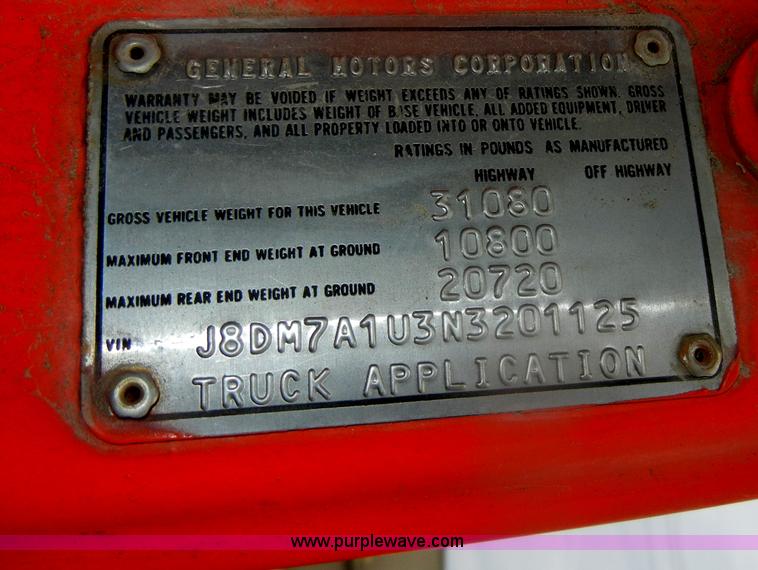 GENERAL MOTORS CORPORATION
WARRANTY MAY BE VOIDED IF WEIGHT EXCEEDS ANY OF RATINGS SHOWN. GROSS
VEHICLE WEIGHT INCLUDES WEIGHT OF BASE VEHICLE, ALL ADDED EQUIPMENT, DRIVER
AND PASSENGERS, AND ALL PROPERTY LOADED INTO OR ONTO VEHICLE.
RATINGS IN POUNDS AS MANUFACTURED
HIGHWAY OFF HIGHWAY
GROSS VEHICLE WEIGHT FOR THIS VEHICLE 31080
MAXIMUM FRONT END WEIGHT AT GROUND 10800
MAXIMUM REAR END WEIGHT AT GROUND 20720
VIN J8DM7A1U3N3201125
TRUCK APPLICATION
www.purplewave.com